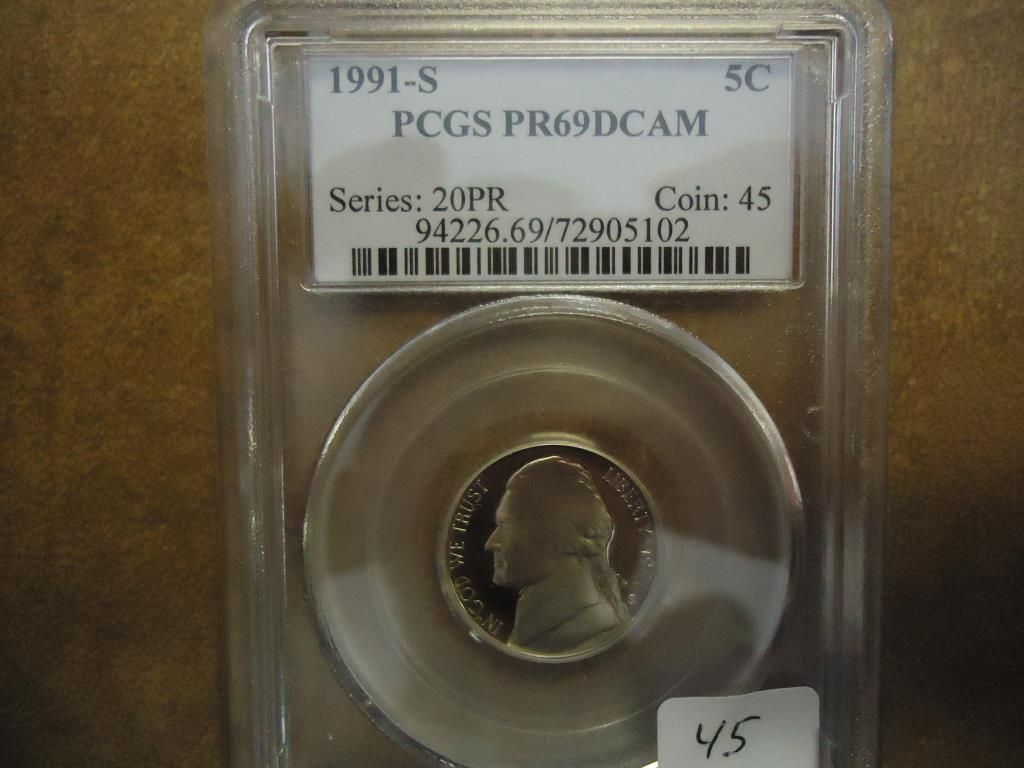 1991-S 5C
PCGS PR69DCAM
Series: 20PR Coin: 45
94226.69/72905102
IN GOD WE TRUST
LIBERTY
45